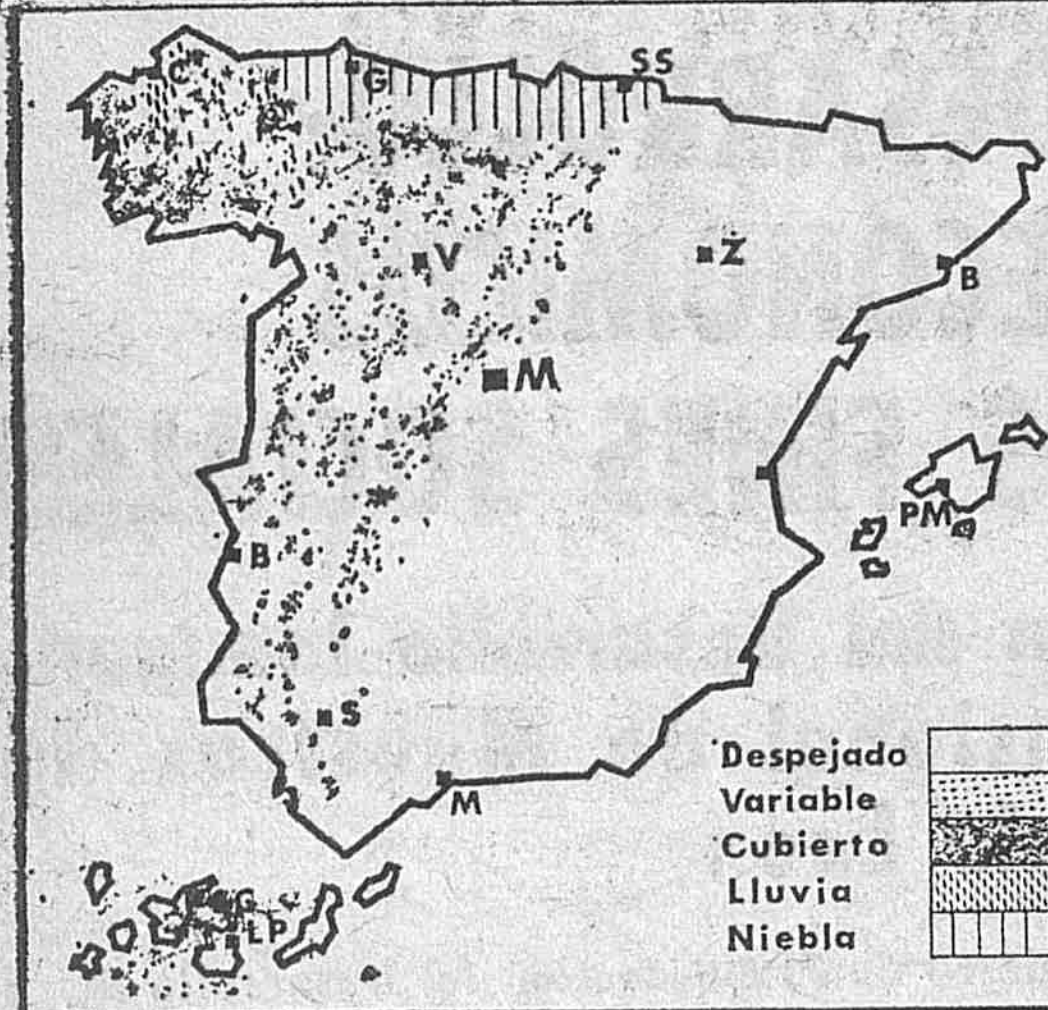 SS
C
G
V
Z
B
M
PM
B
S
M
G
LP
Despejado
Variable
Cubierto
Lluvia
Niebla